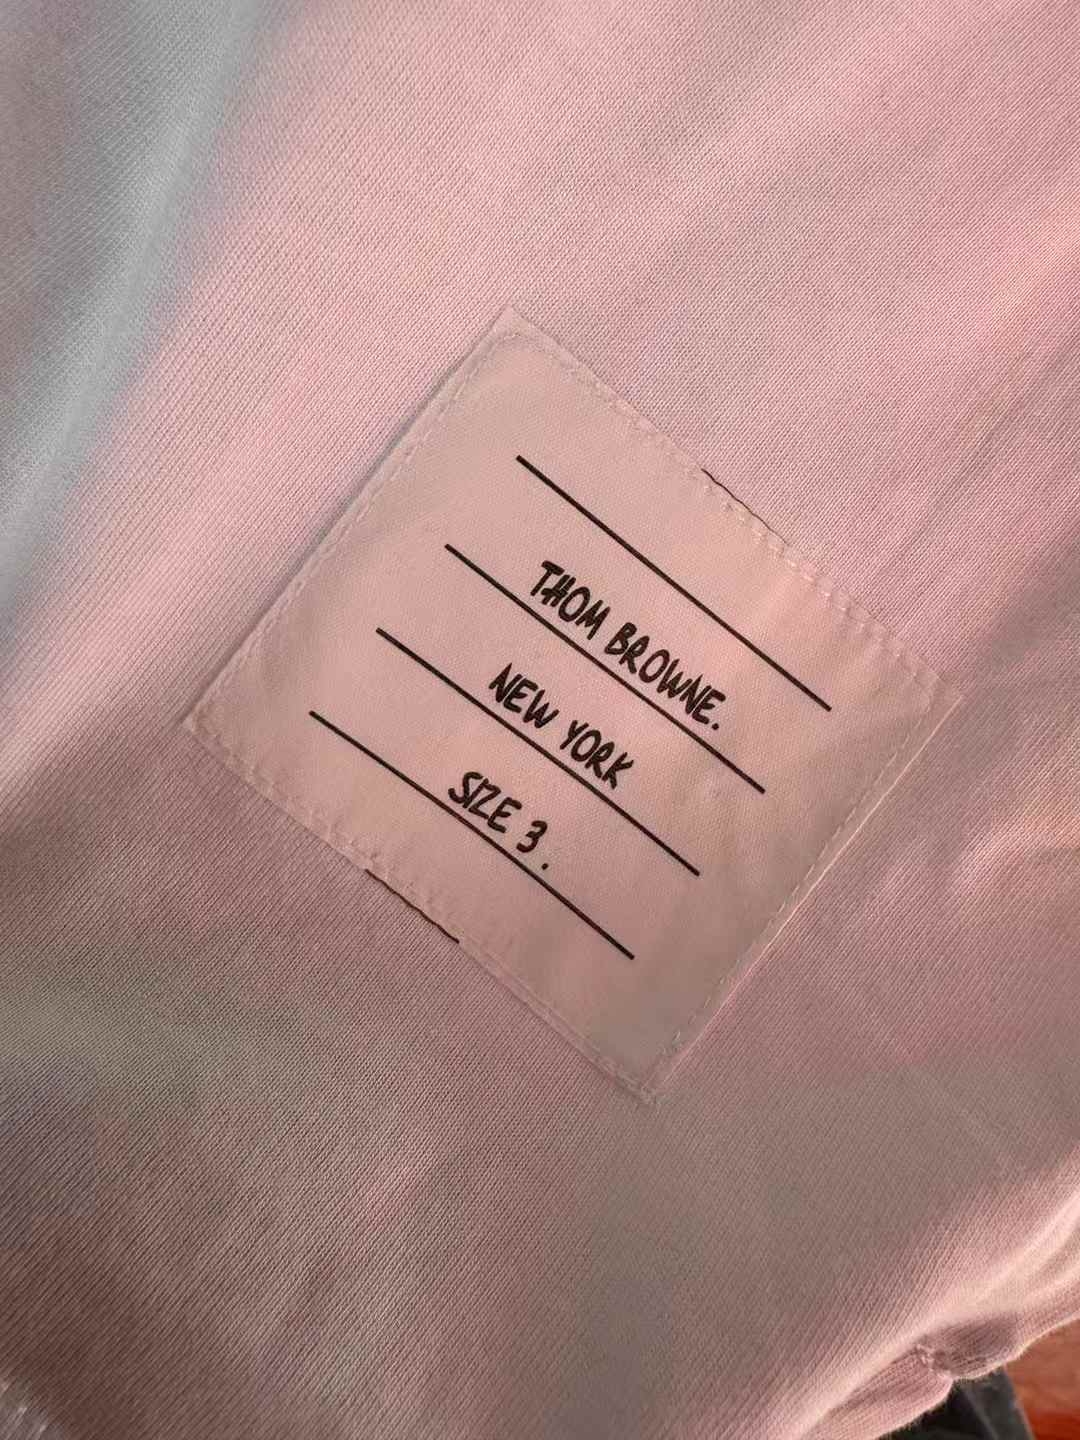 THOM BROWNE.
NEW YORK
SIZE 3.